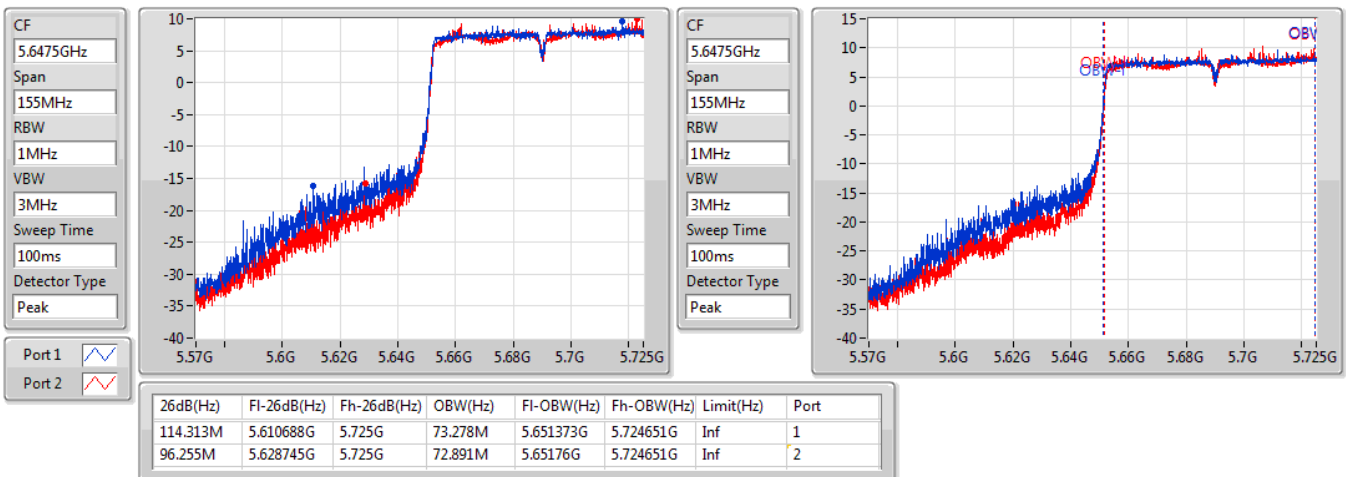 CF
5.6475GHz
Span
155MHz
RBW
1MHz
VBW
3MHz
Sweep Time
100ms
Detector Type
Peak
Port 1
Port 2
10
5
0
-5
-10
-15
-20
-25
-30
-35
-40
5.57G 5.6G 5.62G 5.64G 5.66G 5.68G 5.7G 5.725G
CF
5.6475GHz
Span
155MHz
RBW
1MHz
VBW
3MHz
Sweep Time
100ms
Detector Type
Peak
15
10
5
0
-5
-10
-15
-20
-25
-30
-35
-40
OBW
5.57G 5.6G 5.62G 5.64G 5.66G 5.68G 5.7G 5.725G
26dB(Hz) Fl-26dB(Hz) Fh-26dB(Hz) OBW(Hz) Fl-OBW(Hz) Fh-OBW(Hz) Limit(Hz) Port
114.313M 5.610688G 5.725G 73.278M 5.651373G 5.724651G Inf 1
96.255M 5.628745G 5.725G 72.891M 5.65176G 5.724651G Inf 2